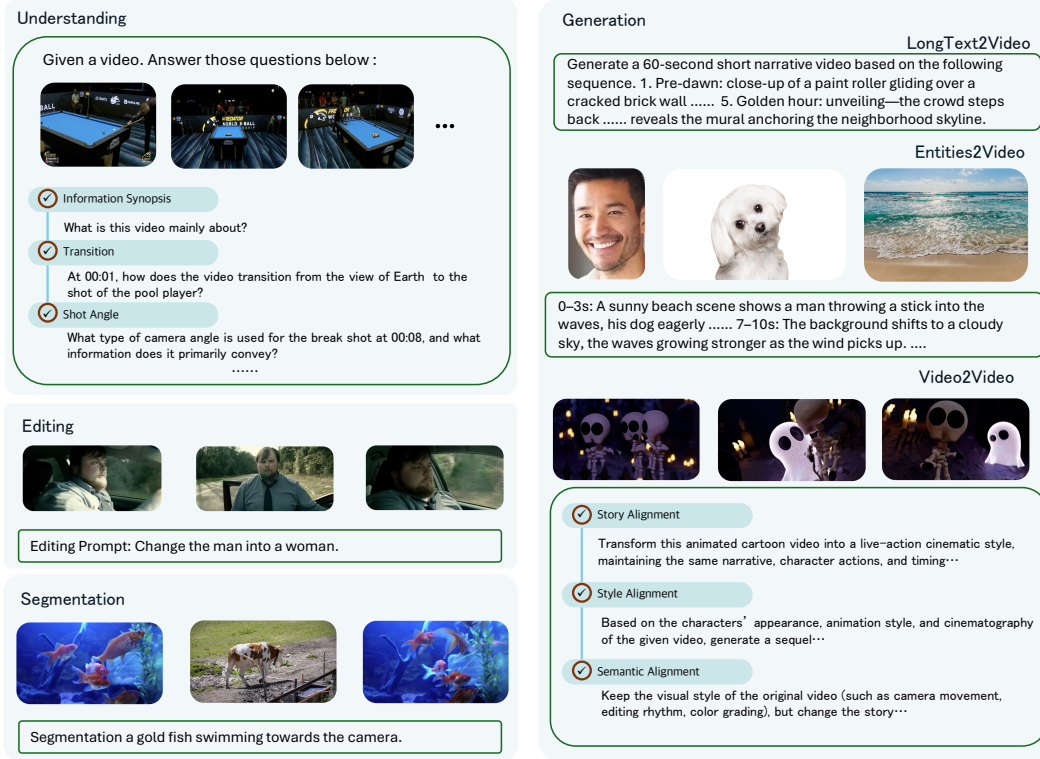 Understanding
Given a video. Answer those questions below :
BALL
PREDATOR
WORLD 8-BALL
...
Information Synopsis
What is this video mainly about?
Transition
At 00:01, how does the video transition from the view of Earth to the
shot of the pool player?
Shot Angle
What type of camera angle is used for the break shot at 00:08, and what
information does it primarily convey?
......
Editing
Editing Prompt: Change the man into a woman.
Segmentation
Segmentation a gold fish swimming towards the camera.
Generation
LongText2Video
Generate a 60-second short narrative video based on the following
sequence. 1. Pre-dawn: close-up of a paint roller gliding over a
cracked brick wall ...... 5. Golden hour: unveiling—the crowd steps
back ...... reveals the mural anchoring the neighborhood skyline.
Entities2Video
0–3s: A sunny beach scene shows a man throwing a stick into the
waves, his dog eagerly ...... 7–10s: The background shifts to a cloudy
sky, the waves growing stronger as the wind picks up. ....
Video2Video
Story Alignment
Transform this animated cartoon video into a live-action cinematic style,
maintaining the same narrative, character actions, and timing···
Style Alignment
Based on the characters' appearance, animation style, and cinematography
of the given video, generate a sequel···
Semantic Alignment
Keep the visual style of the original video (such as camera movement,
editing rhythm, color grading), but change the story···